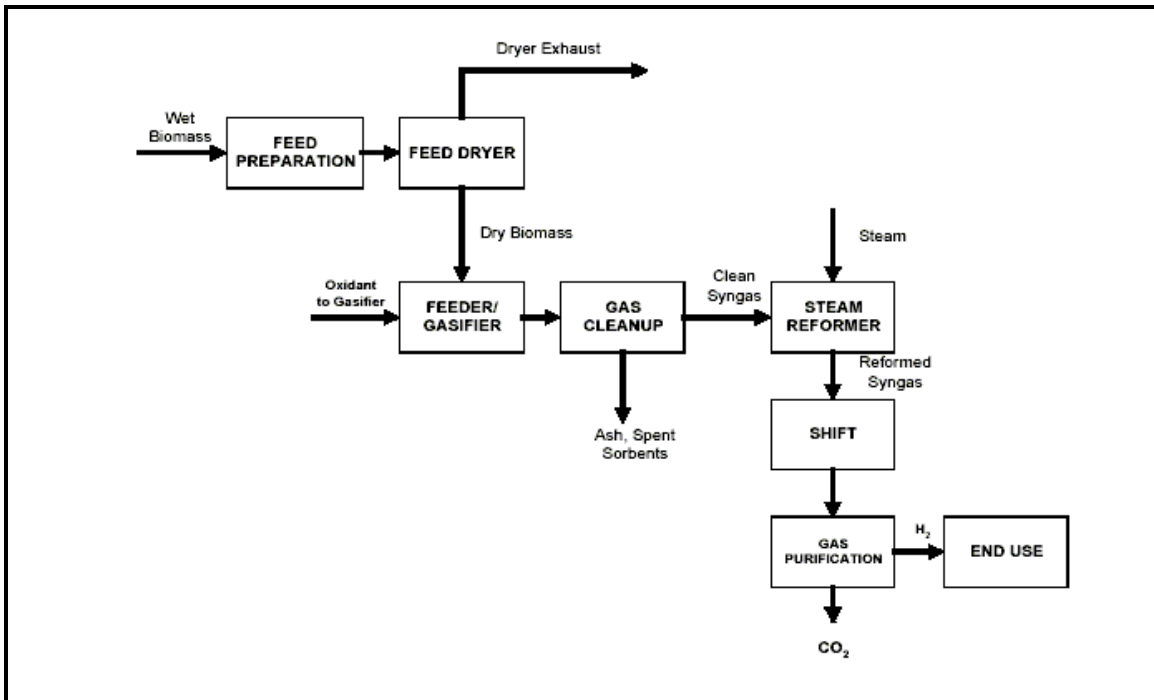 Dryer Exhaust
Wet
Biomass
FEED
PREPARATION
FEED DRYER
Dry Biomass
Steam
Oxidant
to Gasifier
FEEDER/
GASIFIER
GAS
CLEANUP
Clean
Syngas
STEAM
REFORMER
Reformed
Syngas
Ash, Spent
Sorbents
SHIFT
GAS
PURIFICATION
H₂
END USE
CO₂